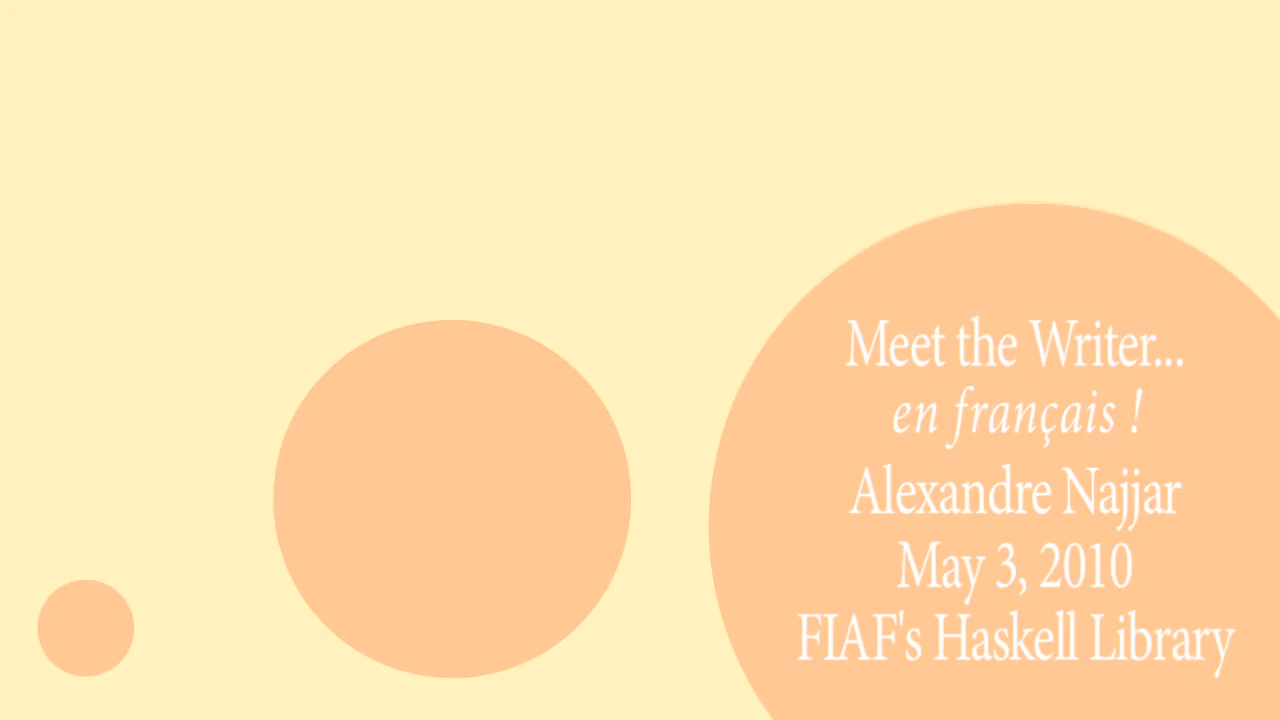 Meet the Writer...
en français !
Alexandre Najjar
May 3, 2010
FIAF's Haskell Library